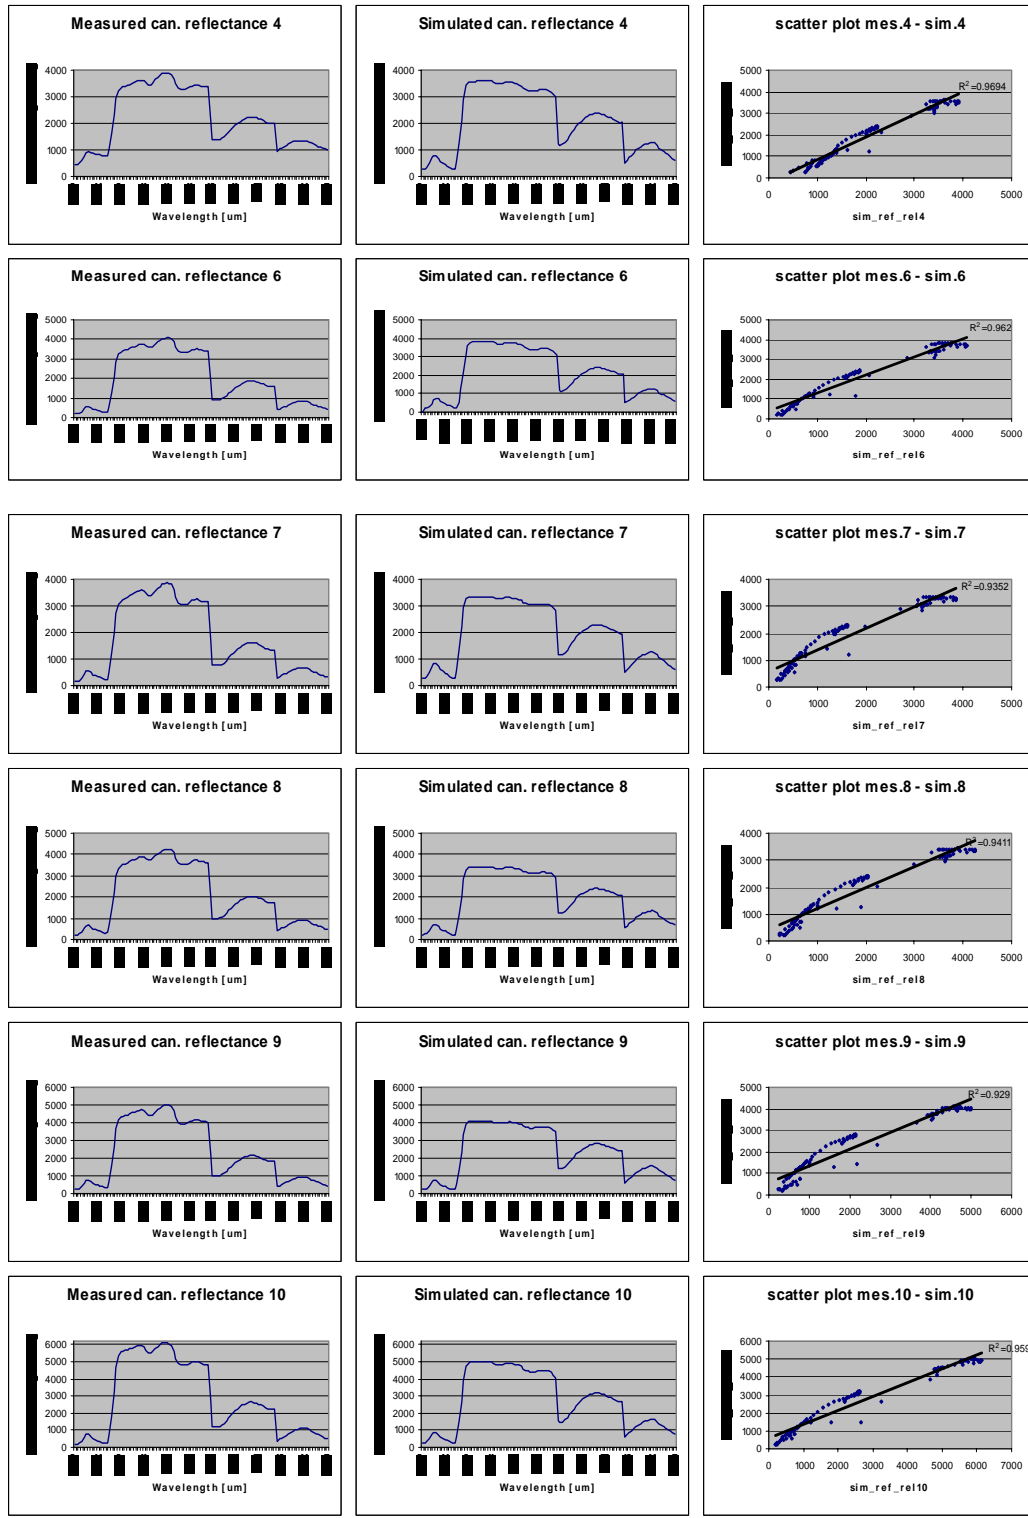 Measured can. reflectance 4
4000
3000
2000
1000
0
Wavelength [um]
Simulated can. reflectance 4
4000
3000
2000
1000
0
Wavelength [um]
scatter plot mes.4 - sim.4
5000
4000
3000
2000
1000
0
R² =0.9694
0 1000 2000 3000 4000 5000
sim_ref_rel4
Measured can. reflectance 6
5000
4000
3000
2000
1000
0
Wavelength [um]
Simulated can. reflectance 6
5000
4000
3000
2000
1000
0
Wavelength [um]
scatter plot mes.6 - sim.6
5000
4000
3000
2000
1000
0
R² =0.962
0 1000 2000 3000 4000 5000
sim_ref_rel6
Measured can. reflectance 7
4000
3000
2000
1000
0
Wavelength [um]
Simulated can. reflectance 7
4000
3000
2000
1000
0
Wavelength [um]
scatter plot mes.7 - sim.7
4000
3000
2000
1000
0
R² =0.9352
0 1000 2000 3000 4000 5000
sim_ref_rel7
Measured can. reflectance 8
5000
4000
3000
2000
1000
0
Wavelength [um]
Simulated can. reflectance 8
5000
4000
3000
2000
1000
0
Wavelength [um]
scatter plot mes.8 - sim.8
4000
3000
2000
1000
0
R² =0.9411
0 1000 2000 3000 4000 5000
sim_ref_rel8
Measured can. reflectance 9
6000
5000
4000
3000
2000
1000
0
Wavelength [um]
Simulated can. reflectance 9
6000
5000
4000
3000
2000
1000
0
Wavelength [um]
scatter plot mes.9 - sim.9
5000
4000
3000
2000
1000
0
R² =0.929
0 1000 2000 3000 4000 5000 6000
sim_ref_rel9
Measured can. reflectance 10
6000
5000
4000
3000
2000
1000
0
Wavelength [um]
Simulated can. reflectance 10
6000
5000
4000
3000
2000
1000
0
Wavelength [um]
scatter plot mes.10 - sim.10
6000
5000
4000
3000
2000
1000
0
R² =0.959
0 1000 2000 3000 4000 5000 6000 7000
sim_ref_rel10